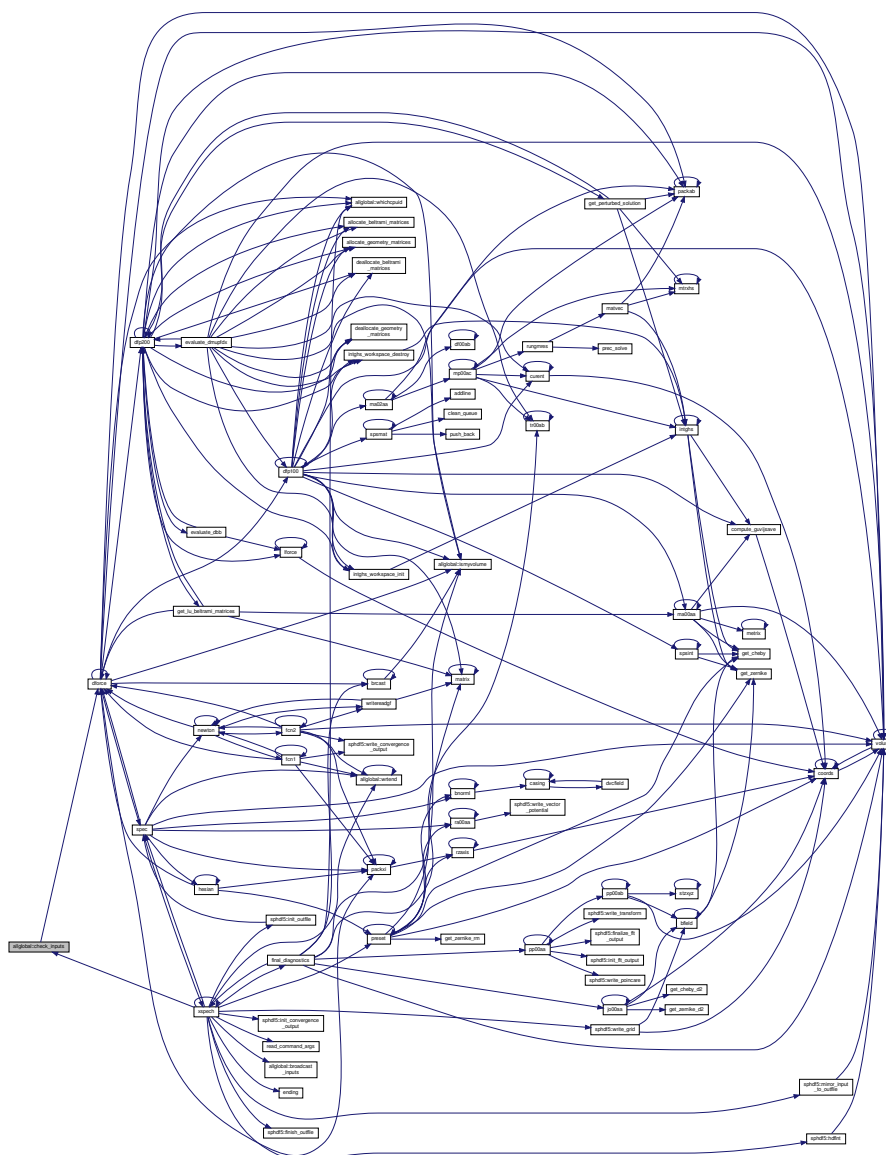 packab
allglobal::whichcpuid
get_perturbed_solution
allocate_beltrami_matrices
allocate_geometry_matrices
deallocate_beltrami
_matrices
mtrxhs
matvec
deallocate_geometry
_matrices
dfp200
evaluate_dmupfdx
df00ab
rungmres
prec_solve
intghs_workspace_destroy
mp00ac
curent
addline
ma02aa
clean_queue
tr00ab
spsmat
push_back
intghs
dfp100
evaluate_dbb
compute_guvijsave
lforce
allglobal::ismyvolume
intghs_workspace_init
get_lu_beltrami_matrices
ma00aa
metrix
spsint
get_cheby
get_zernike
dforce
brcast
matrix
writereadgf
newton
fcn2
sphdf5::write_convergence
_output
volume
fcn1
coords
allglobal::wrtend
casing
dvcfield
bnorml
sphdf5::write_vector
_potential
ra00aa
spec
rzaxis
packxi
hesian
pp00ab
stzxyz
sphdf5::write_transform
sphdf5::init_outfile
bfield
preset
get_zernike_rm
sphdf5::finalize_flt
_output
allglobal::check_inputs
pp00aa
final_diagnostics
sphdf5::init_flt_output
sphdf5::write_poincare
get_cheby_d2
xspech
jo00aa
get_zernike_d2
sphdf5::init_convergence
_output
sphdf5::write_grid
read_command_args
allglobal::broadcast
_inputs
sphdf5::mirror_input
_to_outfile
ending
sphdf5::finish_outfile
sphdf5::hdfint